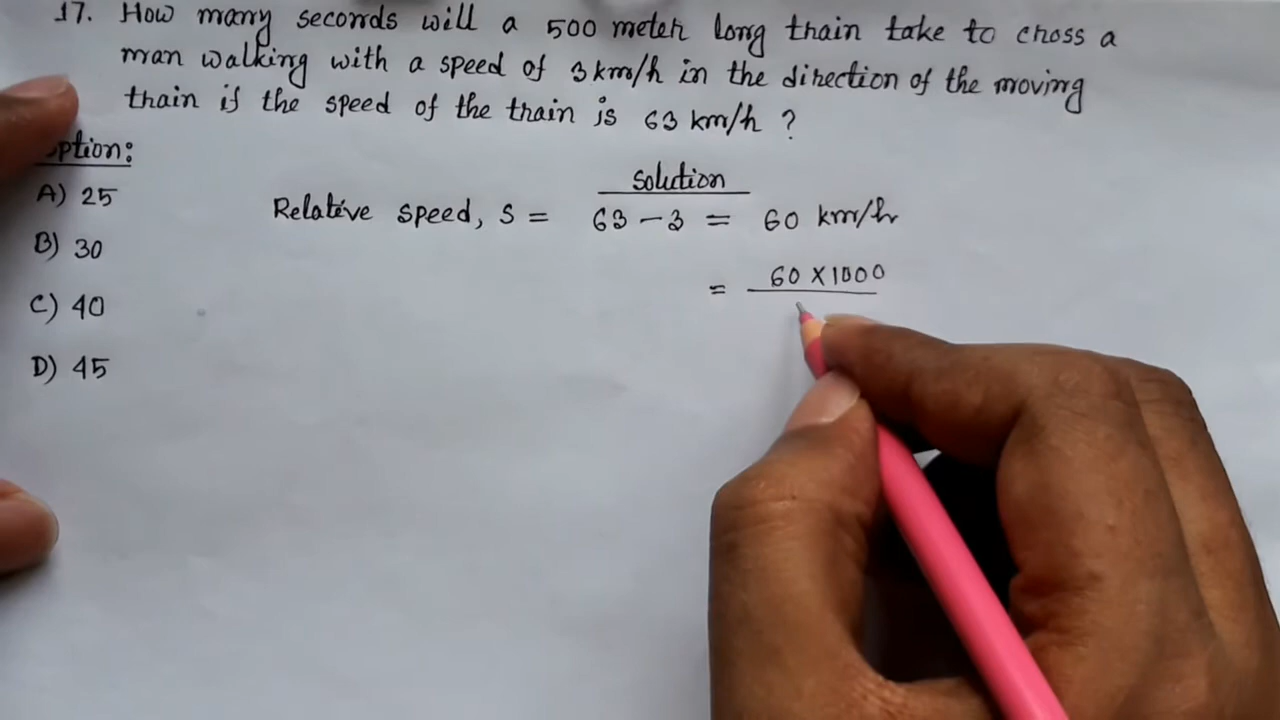 17. How many seconds will a 500 meter long train take to cross a
man walking with a speed of 3 km/h in the direction of the moving
train if the speed of the train is 63 km/h ?
ption:
A) 25
B) 30
C) 40
D) 45
Solution
Relative speed, S = 63 - 3 = 60 km/hr
= 60 X 1000